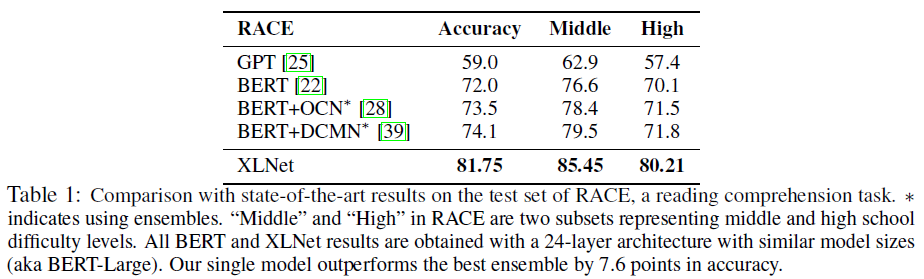 RACE Accuracy Middle High
GPT [25] 59.0 62.9 57.4
BERT [22] 72.0 76.6 70.1
BERT+OCN* [28] 73.5 78.4 71.5
BERT+DCMN* [39] 74.1 79.5 71.8
XLNet 81.75 85.45 80.21
Table 1: Comparison with state-of-the-art results on the test set of RACE, a reading comprehension task. *
indicates using ensembles. “Middle” and “High” in RACE are two subsets representing middle and high school
difficulty levels. All BERT and XLNet results are obtained with a 24-layer architecture with similar model sizes
(aka BERT-Large). Our single model outperforms the best ensemble by 7.6 points in accuracy.